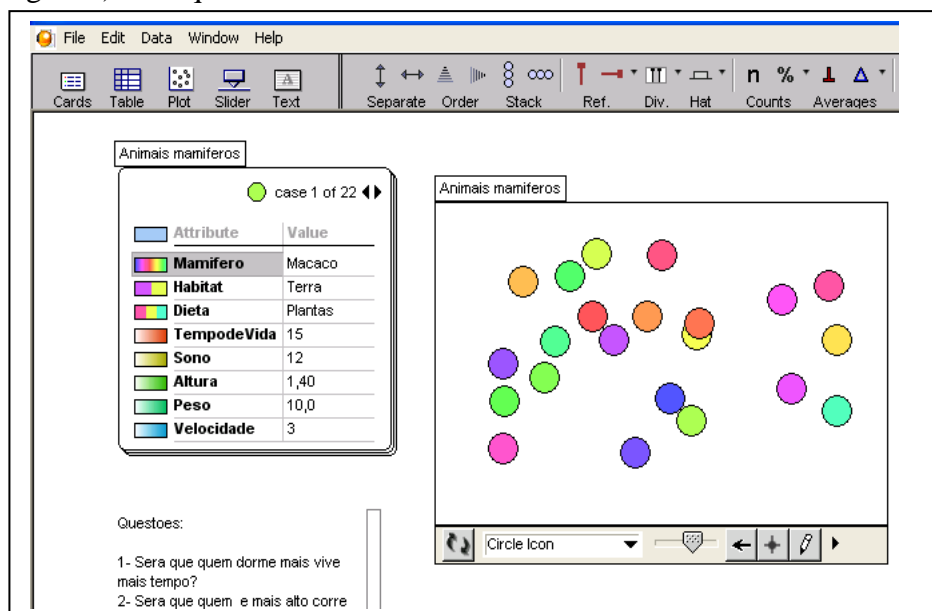 File Edit Data Window Help
Cards Table Plot Slider Text Separate Order Stack Ref. Div. Hat Counts Averages
n %
A
Animais mamiferos
case 1 of 22
Attribute Value
Mamifero Macaco
Habitat Terra
Dieta Plantas
TempodeVida 15
Sono 12
Altura 1,40
Peso 10,0
Velocidade 3
Animais mamiferos
Circle Icon
Questoes:
1- Sera que quem dorme mais vive
mais tempo?
2- Sera que quem e mais alto corre